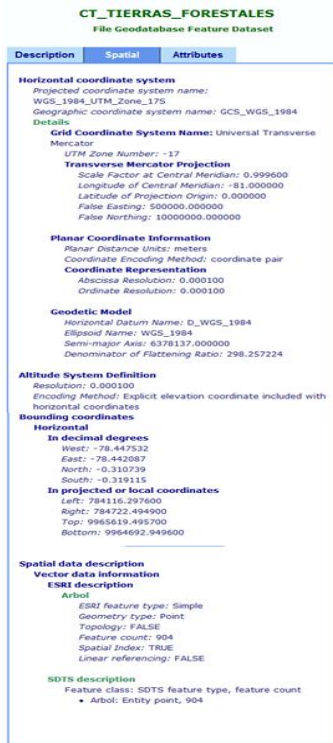 CT_TIERRAS_FORESTALES
File Geodatabase Feature Dataset
Description Spatial Attributes
Horizontal coordinate system
Projected coordinate system name:
WGS_1984_UTM_Zone_17S
Geographic coordinate system name: GCS_WGS_1984
Details
Grid Coordinate System Name: Universal Transverse
Mercator
UTM Zone Number: -17
Transverse Mercator Projection
Scale Factor at Central Meridian: 0.999600
Longitude of Central Meridian: -81.000000
Latitude of Projection Origin: 0.000000
False Easting: 500000.000000
False Northing: 10000000.000000
Planar Coordinate Information
Planar Distance Units: meters
Coordinate Encoding Method: coordinate pair
Coordinate Representation
Abscissa Resolution: 0.000100
Ordinate Resolution: 0.000100
Geodetic Model
Horizontal Datum Name: D_WGS_1984
Ellipsoid Name: WGS_1984
Semi-major Axis: 6378137.000000
Denominator of Flattening Ratio: 298.257224
Altitude System Definition
Resolution: 0.000100
Encoding Method: Explicit elevation coordinate included with
horizontal coordinates
Bounding coordinates
Horizontal
In decimal degrees
West: -78.447532
East: -78.442087
North: -0.310739
South: -0.319115
In projected or local coordinates
Left: 784116.297600
Right: 784722.494900
Top: 9965619.495700
Bottom: 9964692.949600
Spatial data description
Vector data information
ESRI description
Arbol
ESRI feature type: Simple
Geometry type: Point
Topology: FALSE
Feature count: 904
Spatial Index: TRUE
Linear referencing: FALSE
SDTS description
Feature class: SDTS feature type, feature count
• Arbol: Entity point, 904